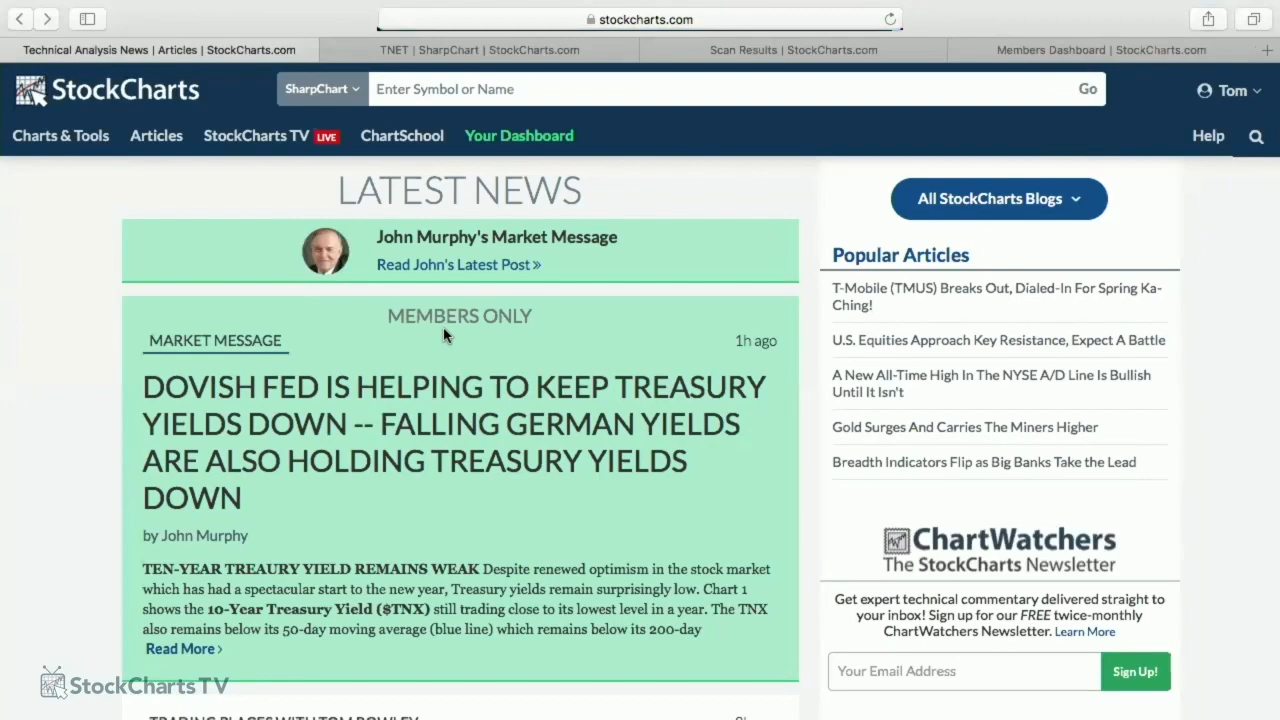 stockcharts.com
Technical Analysis News | Articles | StockCharts.com
TNET | SharpChart | StockCharts.com
Scan Results | StockCharts.com
Members Dashboard | StockCharts.com
StockCharts
SharpChart
Enter Symbol or Name
Go
Tom
Charts & Tools
Articles
StockCharts TV LIVE
ChartSchool
Your Dashboard
Help
LATEST NEWS
John Murphy's Market Message
Read John's Latest Post »
MEMBERS ONLY
MARKET MESSAGE
1h ago
DOVISH FED IS HELPING TO KEEP TREASURY
YIELDS DOWN -- FALLING GERMAN YIELDS
ARE ALSO HOLDING TREASURY YIELDS
DOWN
by John Murphy
TEN-YEAR TREAURY YIELD REMAINS WEAK Despite renewed optimism in the stock market
which has had a spectacular start to the new year, Treasury yields remain surprisingly low. Chart 1
shows the 10-Year Treasury Yield ($TNX) still trading close to its lowest level in a year. The TNX
also remains below its 50-day moving average (blue line) which remains below its 200-day
Read More ›
StockChartsTV
TRADING PLACES WITH TOM BOWLEY
All StockCharts Blogs
Popular Articles
T-Mobile (TMUS) Breaks Out, Dialed-In For Spring Ka-
Ching!
U.S. Equities Approach Key Resistance, Expect A Battle
A New All-Time High In The NYSE A/D Line Is Bullish
Until It Isn't
Gold Surges And Carries The Miners Higher
Breadth Indicators Flip as Big Banks Take the Lead
ChartWatchers
The StockCharts Newsletter
Get expert technical commentary delivered straight to
your inbox! Sign up for our FREE twice-monthly
ChartWatchers Newsletter. Learn More
Your Email Address
Sign Up!